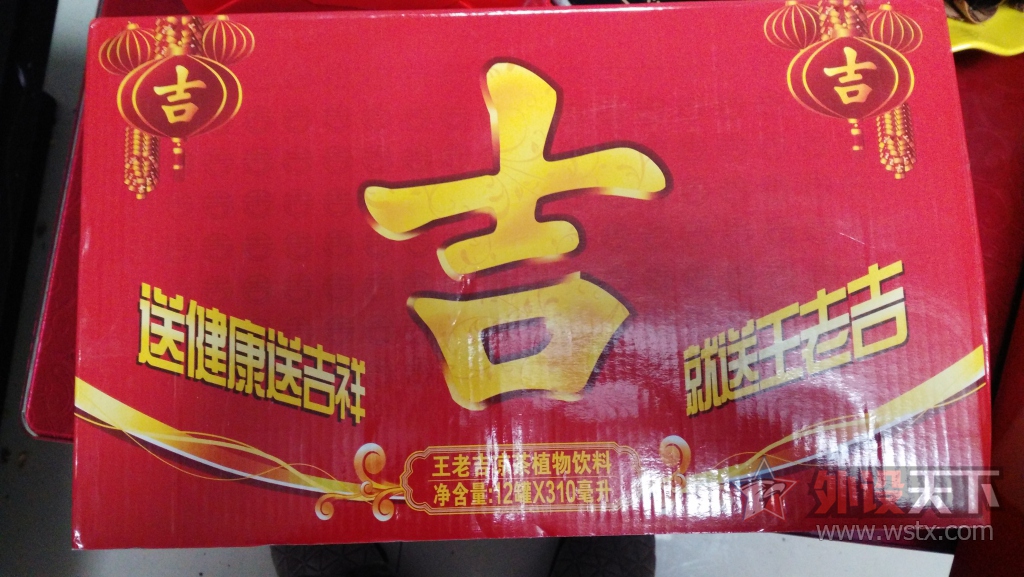 吉
吉
吉
送健康送吉祥
就送王老吉
王老吉凉茶植物饮料
净含量:12罐X310毫升
外设天下
www.wstx.com